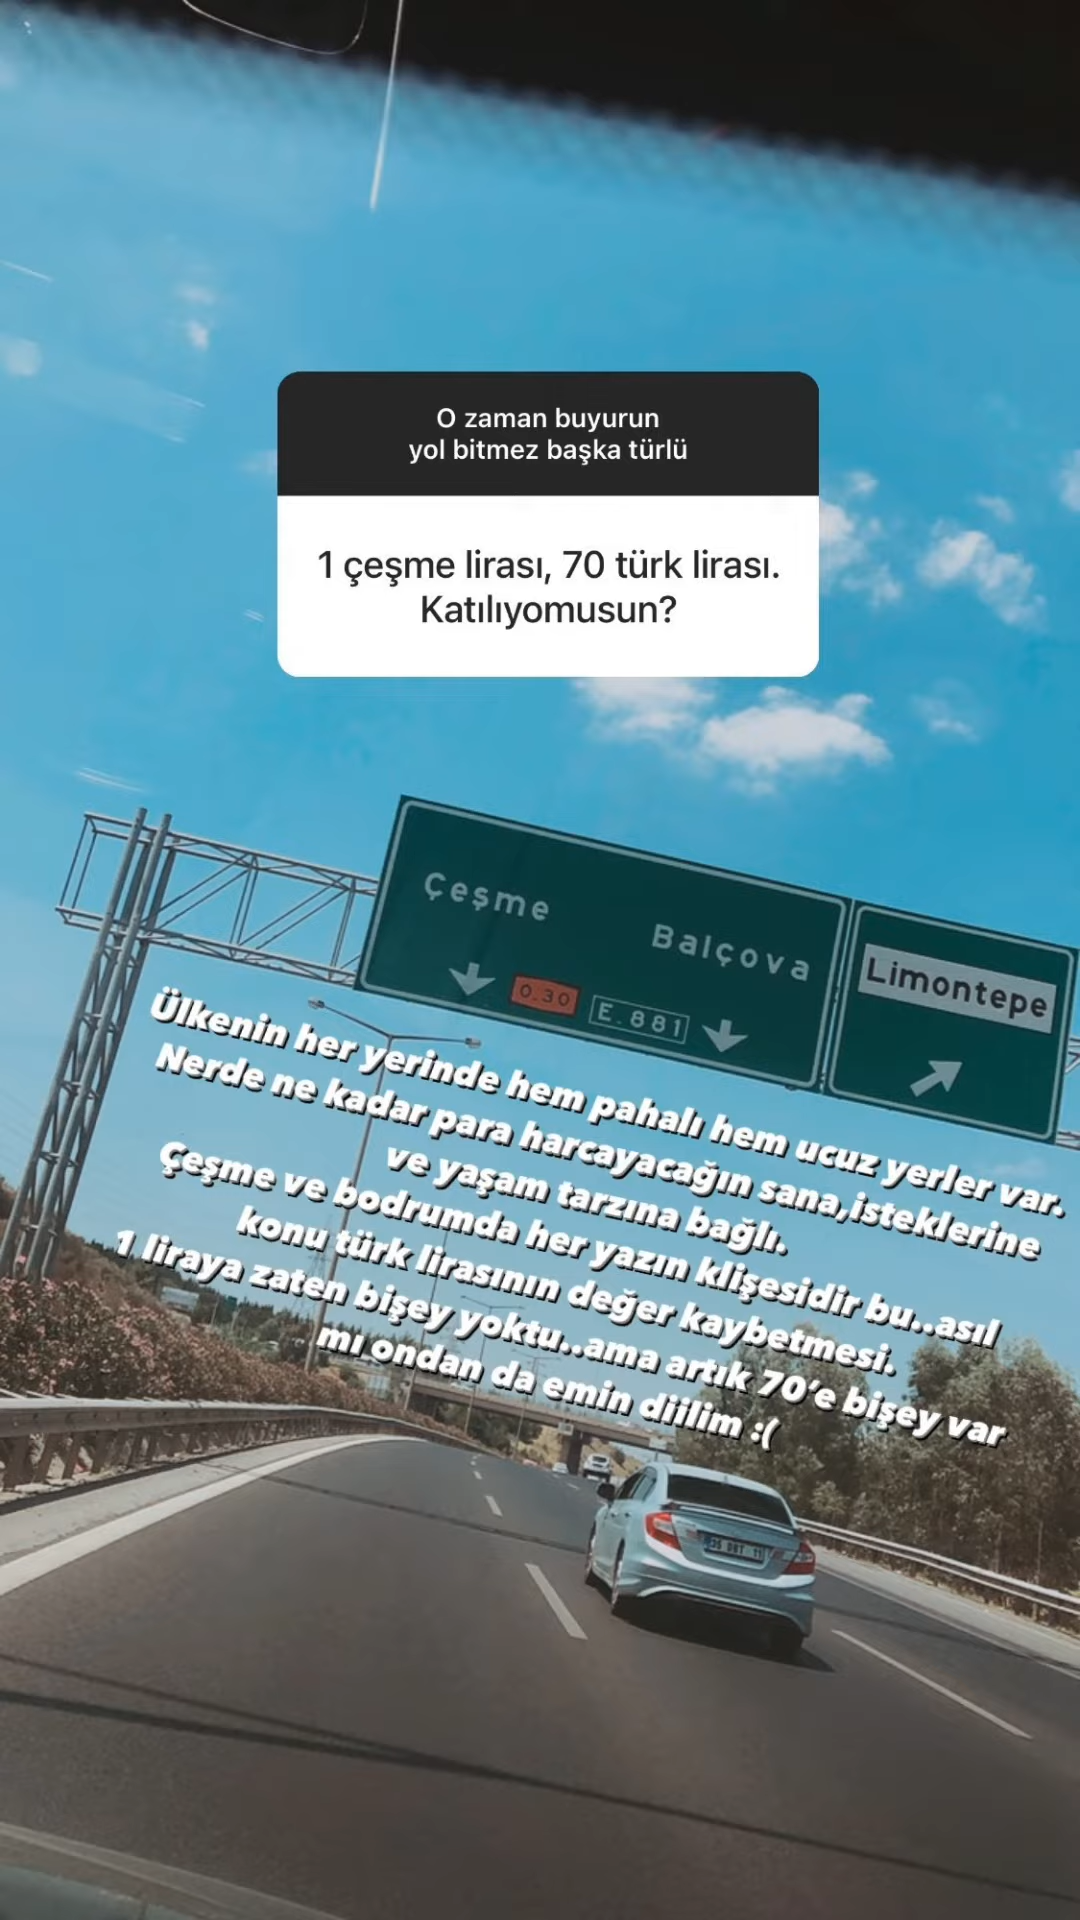 O zaman buyurun
yol bitmez başka türlü
1 çeşme lirası, 70 türk lirası.
Katılıyomusun?
Çeşme
Balçova
Limontepe
0.30
E.881
Ülkenin her yerinde hem pahalı hem ucuz yerler var.
Nerde ne kadar para harcayacağın sana,isteklerine
ve yaşam tarzına bağlı.
Çeşme ve bodrumda her yazın klişesidir bu..asıl
konu türk lirasının değer kaybetmesi.
1 liraya zaten bişey yoktu..ama artık 70’e bişey var
mı ondan da emin diilim :(